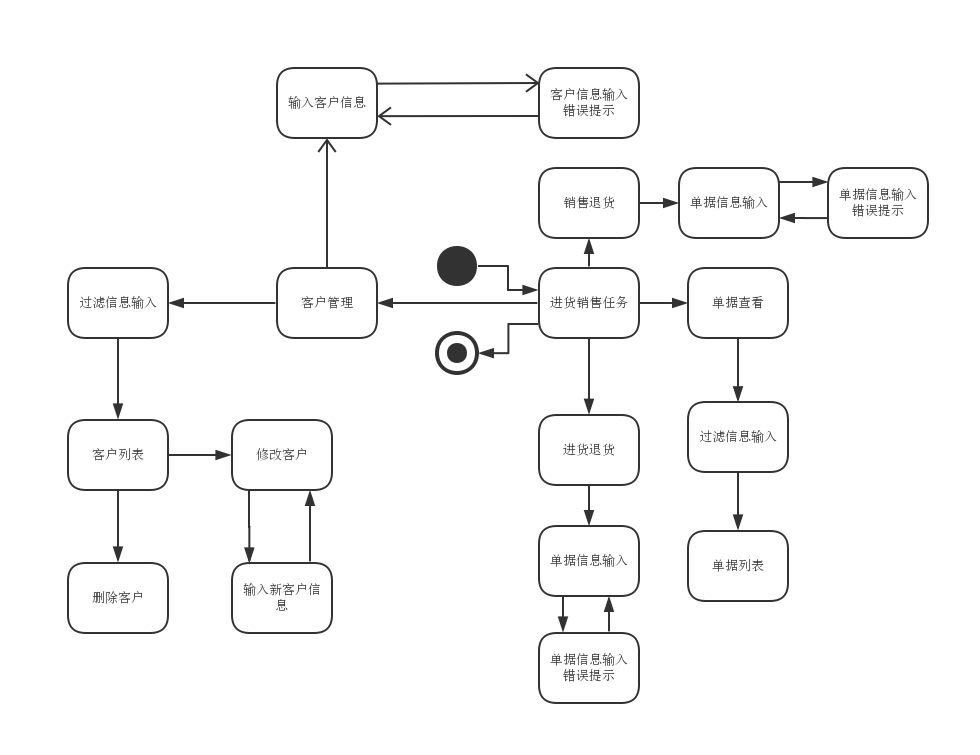 输入客户信息
客户信息输入
错误提示
销售退货
单据信息输入
单据信息输入
错误提示
过滤信息输入
客户管理
进货销售任务
单据查看
客户列表
修改客户
进货退货
过滤信息输入
删除客户
输入新客户信
息
单据信息输入
单据列表
单据信息输入
错误提示